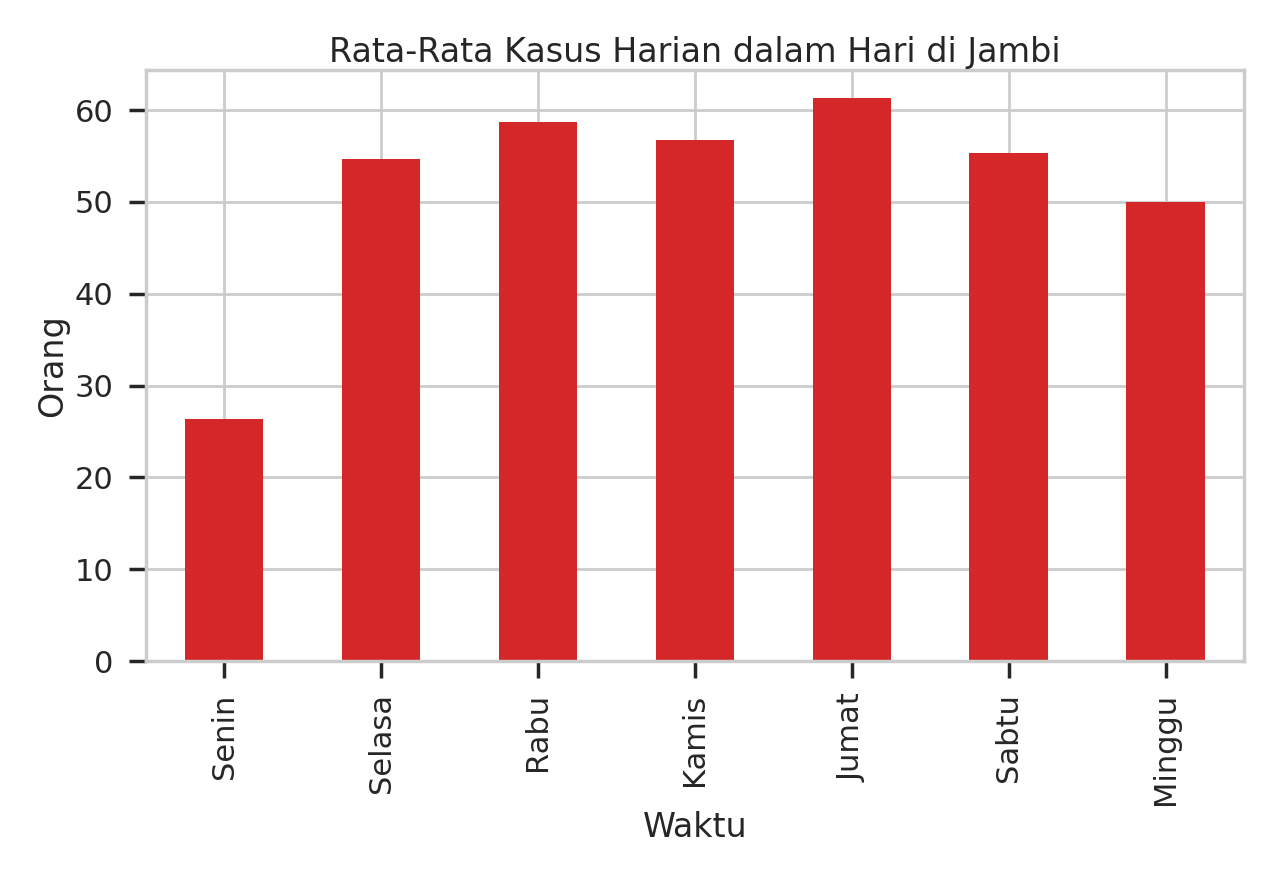 Rata-Rata Kasus Harian dalam Hari di Jambi
60
50
40
30
20
10
0
Orang
Senin
Selasa
Rabu
Kamis
Jumat
Sabtu
Minggu
Waktu